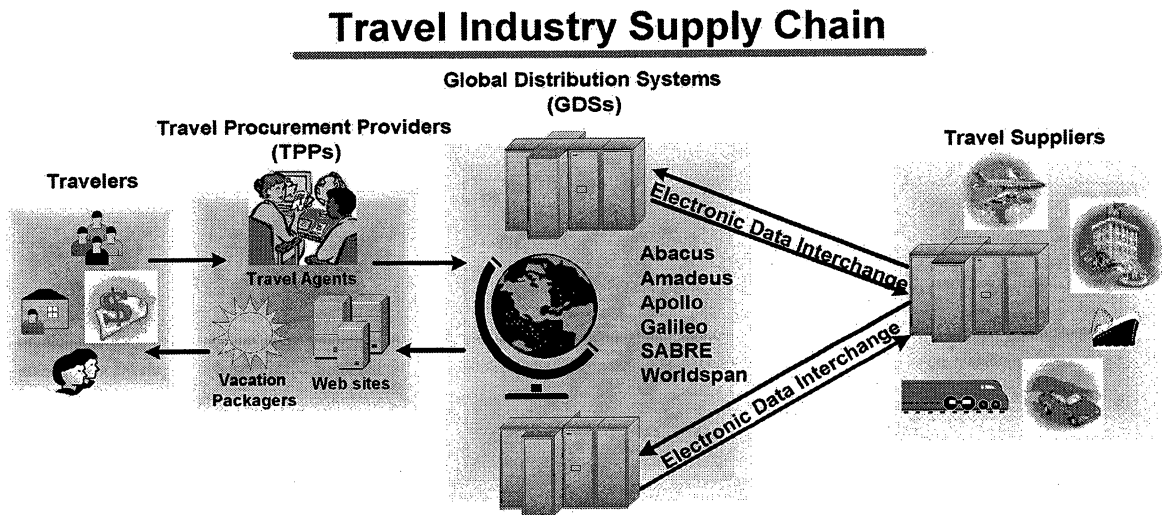 Travel Industry Supply Chain
Global Distribution Systems
(GDSs)
Travel Procurement Providers
(TPPs)
Travel Suppliers
Travelers
Travel Agents
Vacation
Packagers
Web sites
Abacus
Amadeus
Apollo
Galileo
SABRE
Worldspan
Electronic Data Interchange
Electronic Data Interchange
$